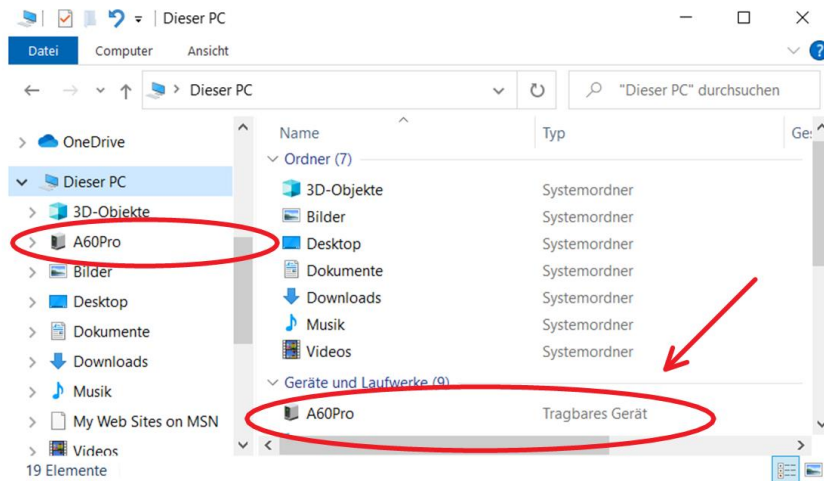 Dieser PC
Datei Computer Ansicht
Dieser PC "Dieser PC" durchsuchen
OneDrive
Dieser PC
3D-Objekte
A60Pro
Bilder
Desktop
Dokumente
Downloads
Musik
My Web Sites on MSN
Videos
Name Typ
Ordner (7)
3D-Objekte Systemordner
Bilder Systemordner
Desktop Systemordner
Dokumente Systemordner
Downloads Systemordner
Musik Systemordner
Videos Systemordner
Geräte und Laufwerke (9)
A60Pro Tragbares Gerät
19 Elemente